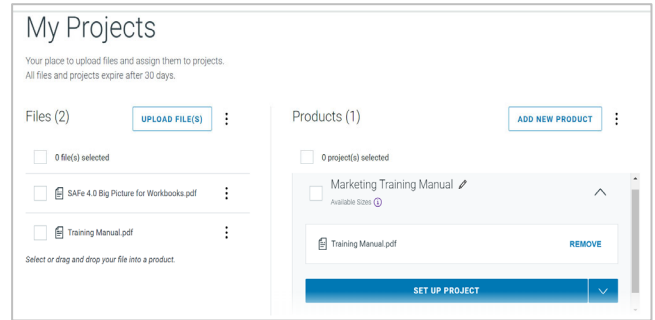 My Projects
Your place to upload files and assign them to projects.
All files and projects expire after 30 days.
Files (2)
UPLOAD FILE(S)
0 file(s) selected
SAFe 4.0 Big Picture for Workbooks.pdf
Training Manual.pdf
Select or drag and drop your file into a product.
Products (1)
ADD NEW PRODUCT
0 project(s) selected
Marketing Training Manual
Available Sizes
Training Manual.pdf
REMOVE
SET UP PROJECT